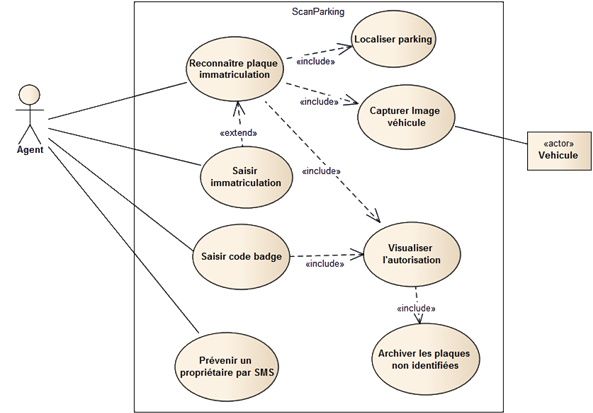 ScanParking
Reconnaître plaque
immatriculation
«include»
Localiser parking
«include»
Capturer Image
véhicule
«actor»
Vehicule
Agent
«extend»
Saisir
immatriculation
«include»
Saisir code badge
«include»
Visualiser
l'autorisation
«include»
Prévenir un
propriétaire par SMS
Archiver les plaques
non identifiées